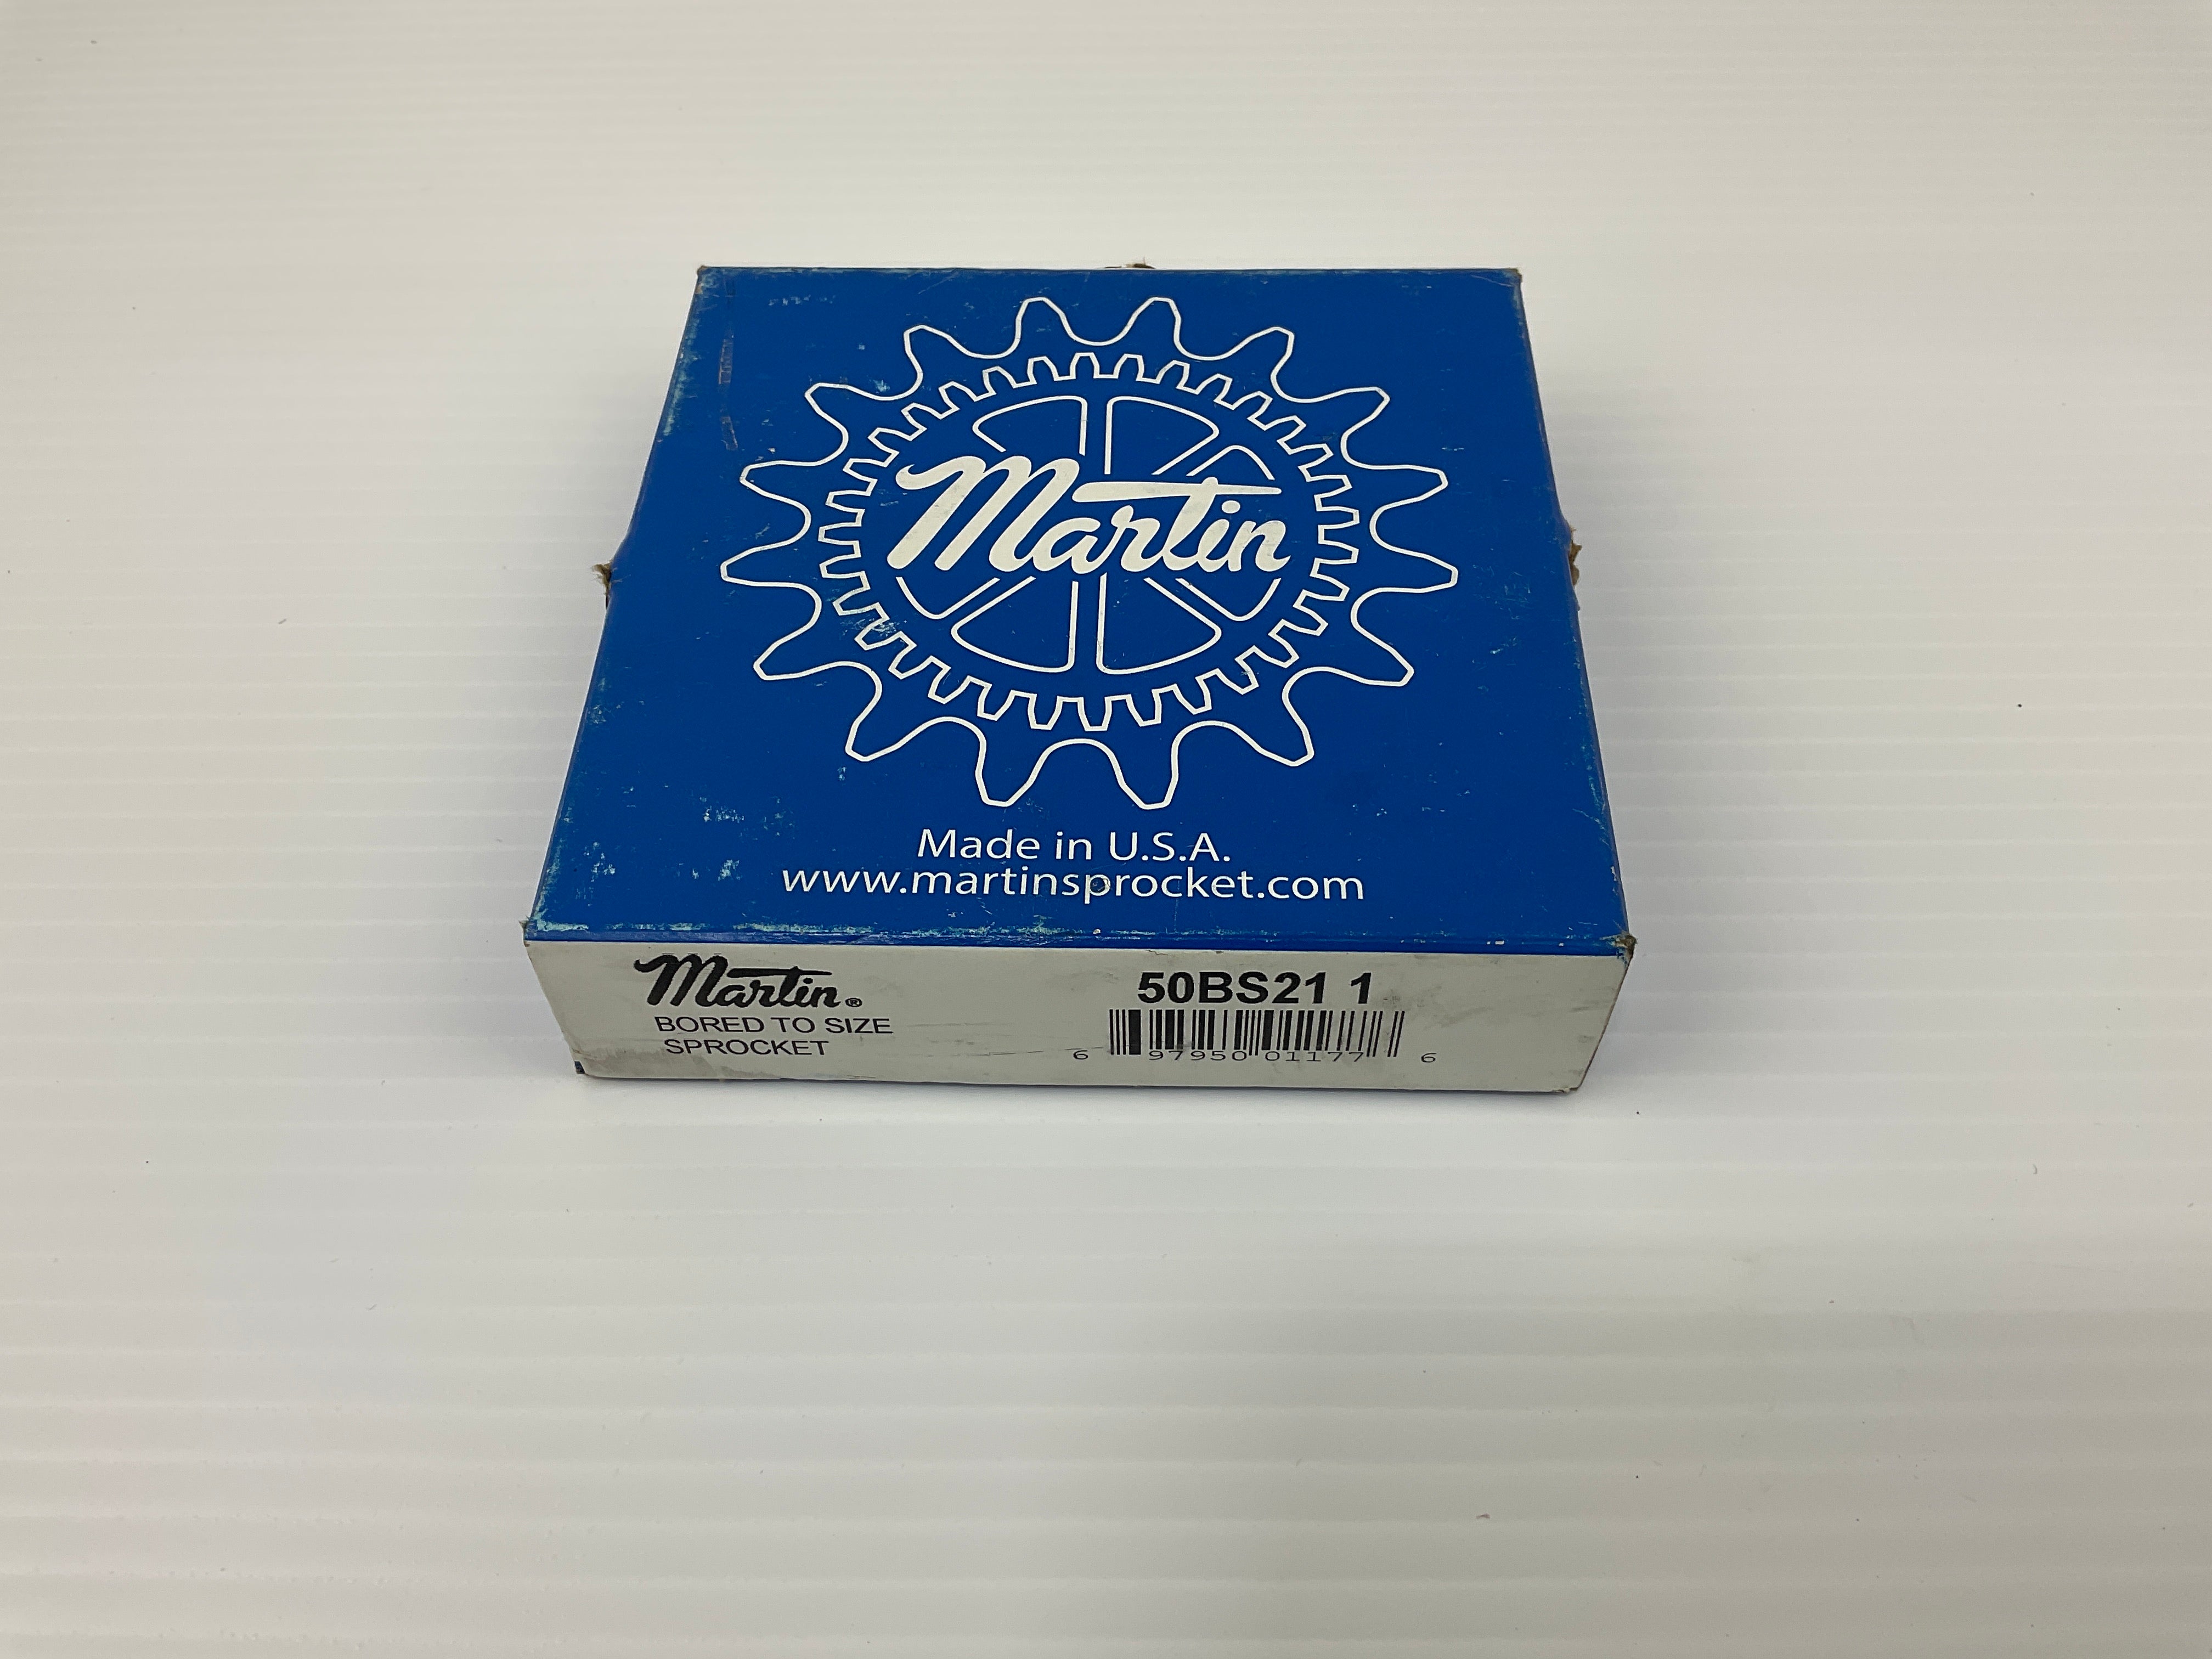 Martin
Made in U.S.A.
www.martinsprocket.com
Martin®
BORED TO SIZE
SPROCKET
50BS21 1
6 97950 01177 6